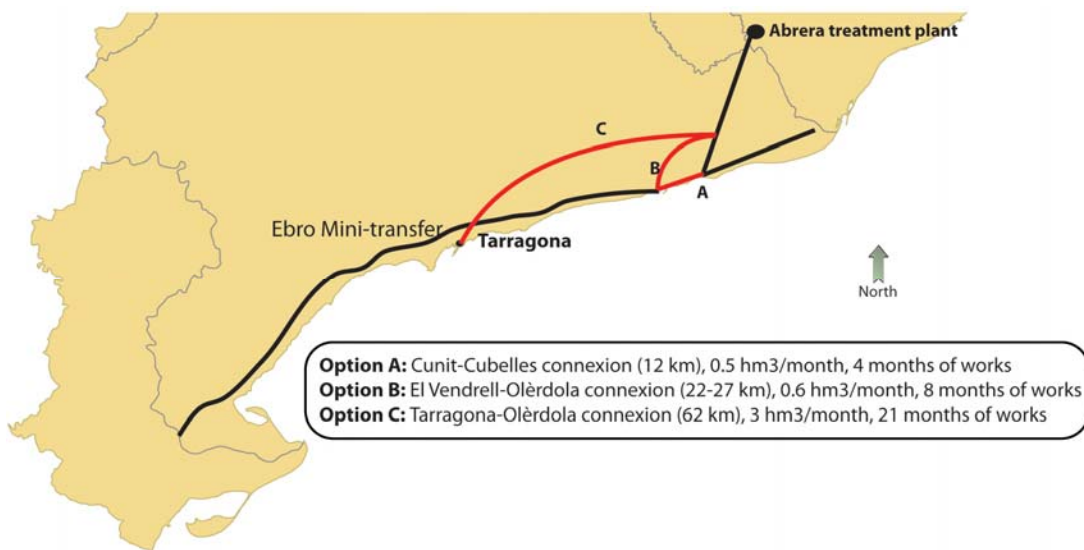 Abrera treatment plant
C
B
A
Ebro Mini-transfer
Tarragona
North
Option A: Cunit-Cubelles connexion (12 km), 0.5 hm3/month, 4 months of works
Option B: El Vendrell-Olèrdola connexion (22-27 km), 0.6 hm3/month, 8 months of works
Option C: Tarragona-Olèrdola connexion (62 km), 3 hm3/month, 21 months of works